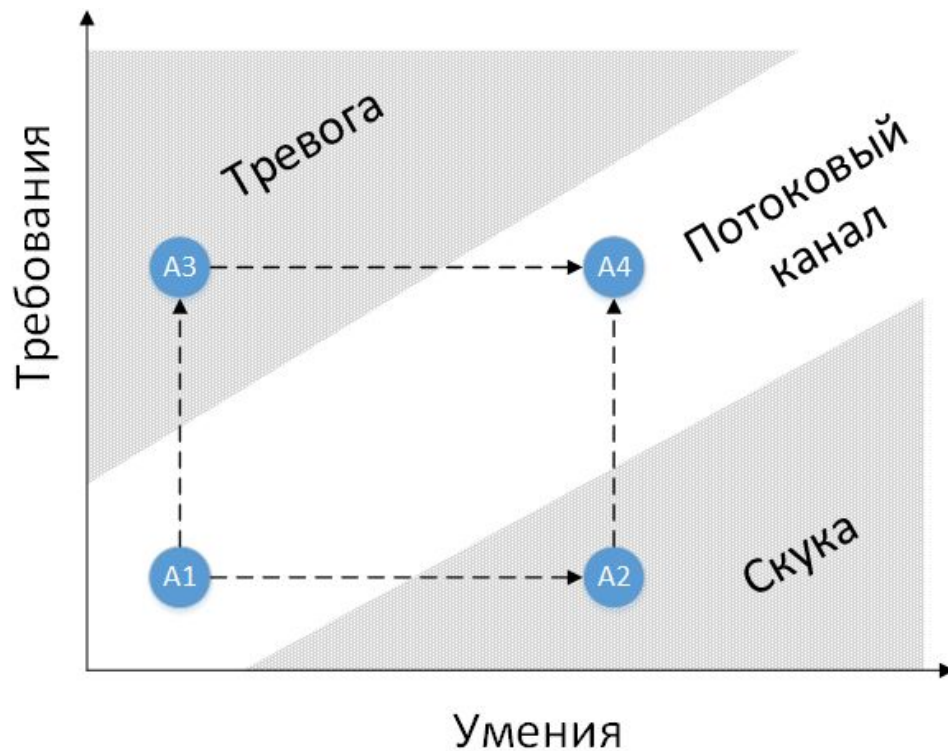 Требования
Тревога
Потоковый
канал
A3
A4
A1
A2
Скука
Умения